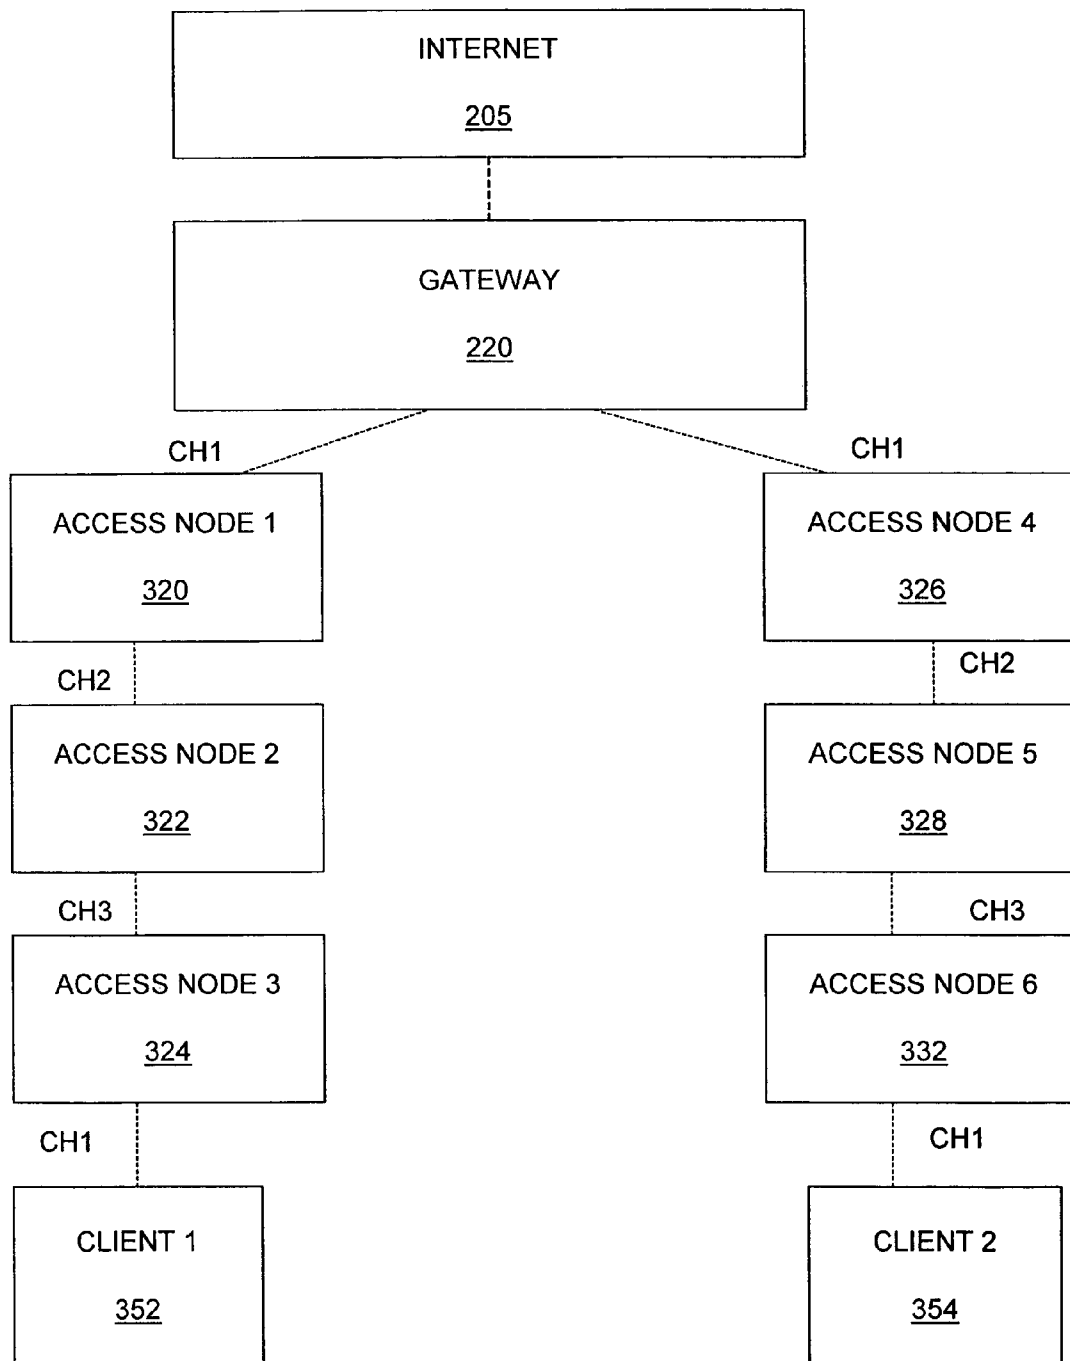 INTERNET
205
GATEWAY
220
CH1
CH1
ACCESS NODE 1
320
ACCESS NODE 4
326
CH2
CH2
ACCESS NODE 2
322
ACCESS NODE 5
328
CH3
CH3
ACCESS NODE 3
324
ACCESS NODE 6
332
CH1
CH1
CLIENT 1
352
CLIENT 2
354